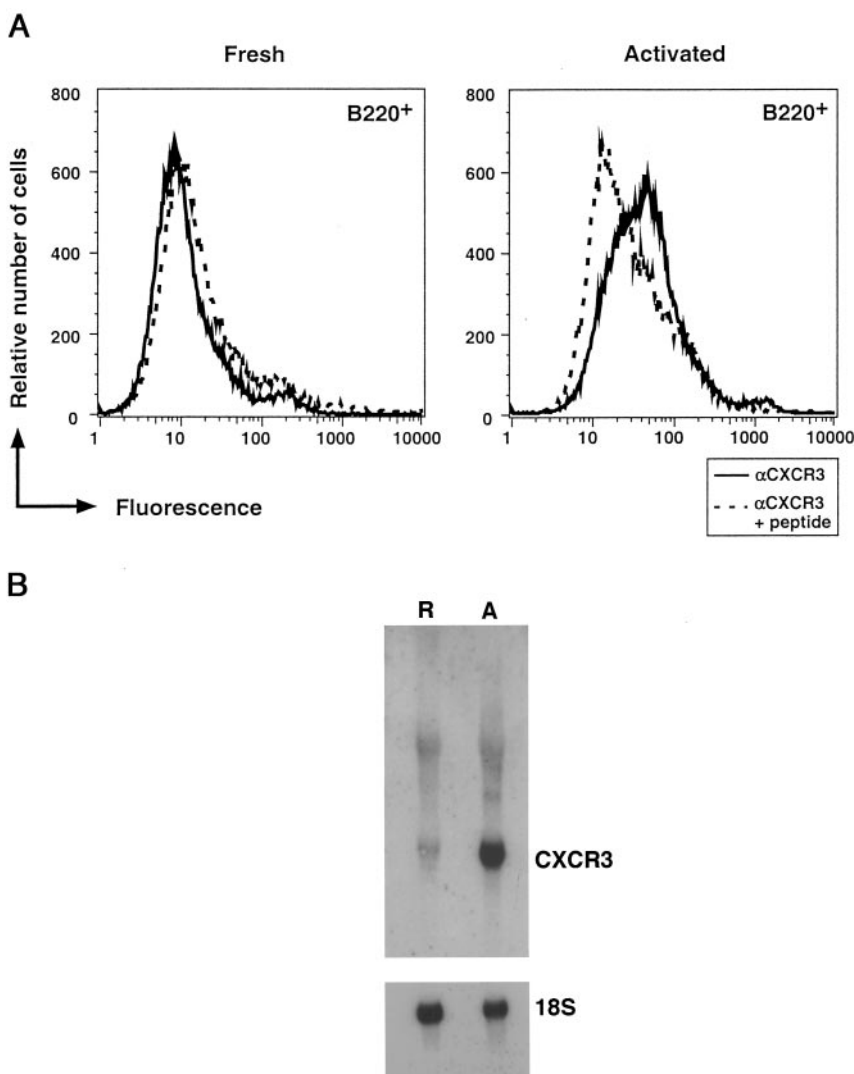 A
Fresh
Activated
800
600
400
200
0
B220+
1 10 100 1000 10000
800
600
400
200
0
B220+
1 10 100 1000 10000
Relative number of cells
Fluorescence
αCXCR3
αCXCR3
+ peptide
B
R A
CXCR3
18S